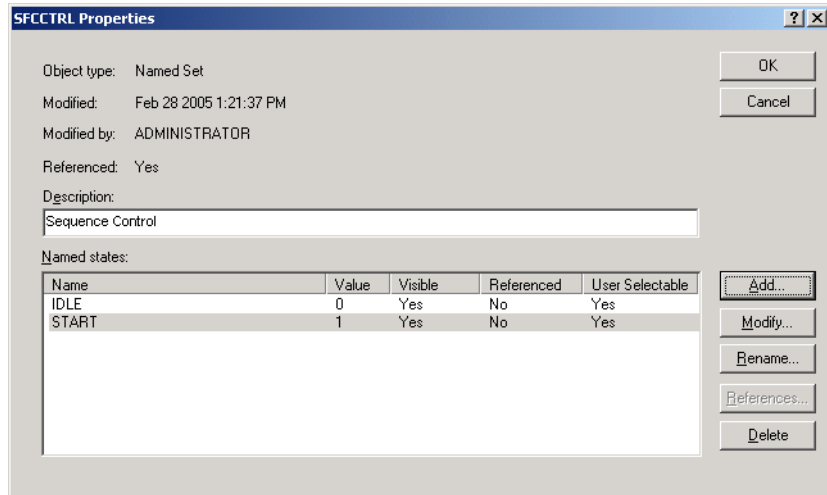 SFCCTRL Properties
Object type: Named Set
OK
Modified: Feb 28 2005 1:21:37 PM
Cancel
Modified by: ADMINISTRATOR
Referenced: Yes
Description:
Sequence Control
Named states:
Name Value Visible Referenced User Selectable
IDLE 0 Yes No Yes
START 1 Yes No Yes
Add...
Modify...
Rename...
References...
Delete